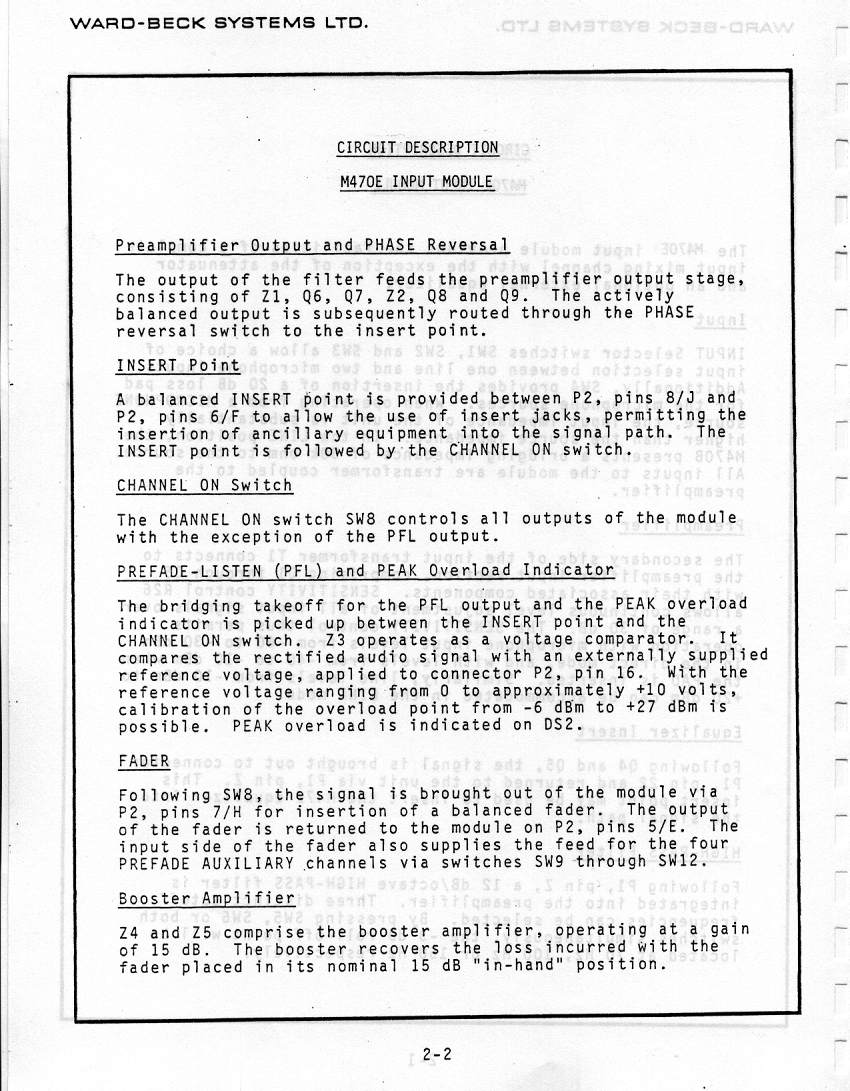 WARD-BECK SYSTEMS LTD.
CIRCUIT DESCRIPTION
M470E INPUT MODULE
Preamplifier Output and PHASE Reversal
The output of the filter feeds the preamplifier output stage,
consisting of Z1, Q6, Q7, Z2, Q8 and Q9. The actively
balanced output is subsequently routed through the PHASE
reversal switch to the insert point.
INSERT Point
A balanced INSERT point is provided between P2, pins 8/J and
P2, pins 6/F to allow the use of insert jacks, permitting the
insertion of ancillary equipment into the signal path. The
INSERT point is followed by the CHANNEL ON switch.
CHANNEL ON Switch
The CHANNEL ON switch SW8 controls all outputs of the module
with the exception of the PFL output.
PREFADE-LISTEN (PFL) and PEAK Overload Indicator
The bridging takeoff for the PFL output and the PEAK overload
indicator is picked up between the INSERT point and the
CHANNEL ON switch. Z3 operates as a voltage comparator. It
compares the rectified audio signal with an externally supplied
reference voltage, applied to connector P2, pin 16. With the
reference voltage ranging from 0 to approximately +10 volts,
calibration of the overload point from -6 dBm to +27 dBm is
possible. PEAK overload is indicated on DS2.
FADER
Following SW8, the signal is brought out of the module via
P2, pins 7/H for insertion of a balanced fader. The output
of the fader is returned to the module on P2, pins 5/E. The
input side of the fader also supplies the feed for the four
PREFADE AUXILIARY channels via switches SW9 through SW12.
Booster Amplifier
Z4 and Z5 comprise the booster amplifier, operating at a gain
of 15 dB. The booster recovers the loss incurred with the
fader placed in its nominal 15 dB "in-hand" position.
2-2